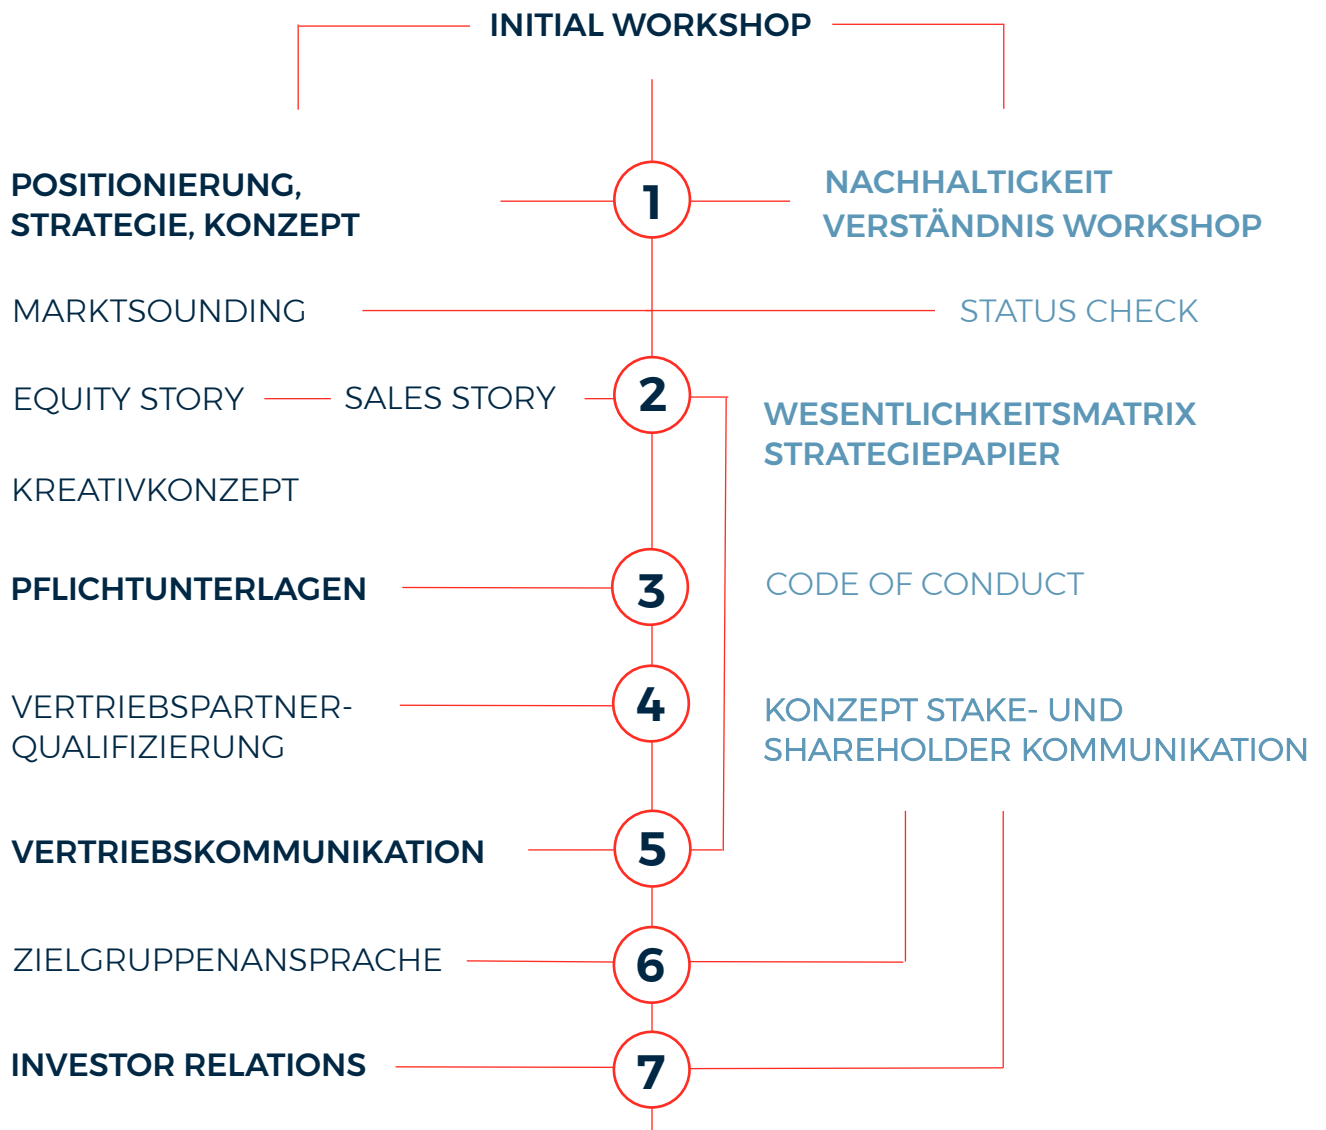 INITIAL WORKSHOP
POSITIONIERUNG,
STRATEGIE, KONZEPT
1
NACHHALTIGKEIT
VERSTÄNDNIS WORKSHOP
MARKTSOUNDING
STATUS CHECK
EQUITY STORY
SALES STORY
2
WESENTLICHKEITSMATRIX
STRATEGIEPAPIER
KREATIVKONZEPT
PFLICHTUNTERLAGEN
3
CODE OF CONDUCT
VERTRIEBSPARTNER-
QUALIFIZIERUNG
4
KONZEPT STAKE- UND
SHAREHOLDER KOMMUNIKATION
VERTRIEBSKOMMUNIKATION
5
ZIELGRUPPENANSPRACHE
6
INVESTOR RELATIONS
7